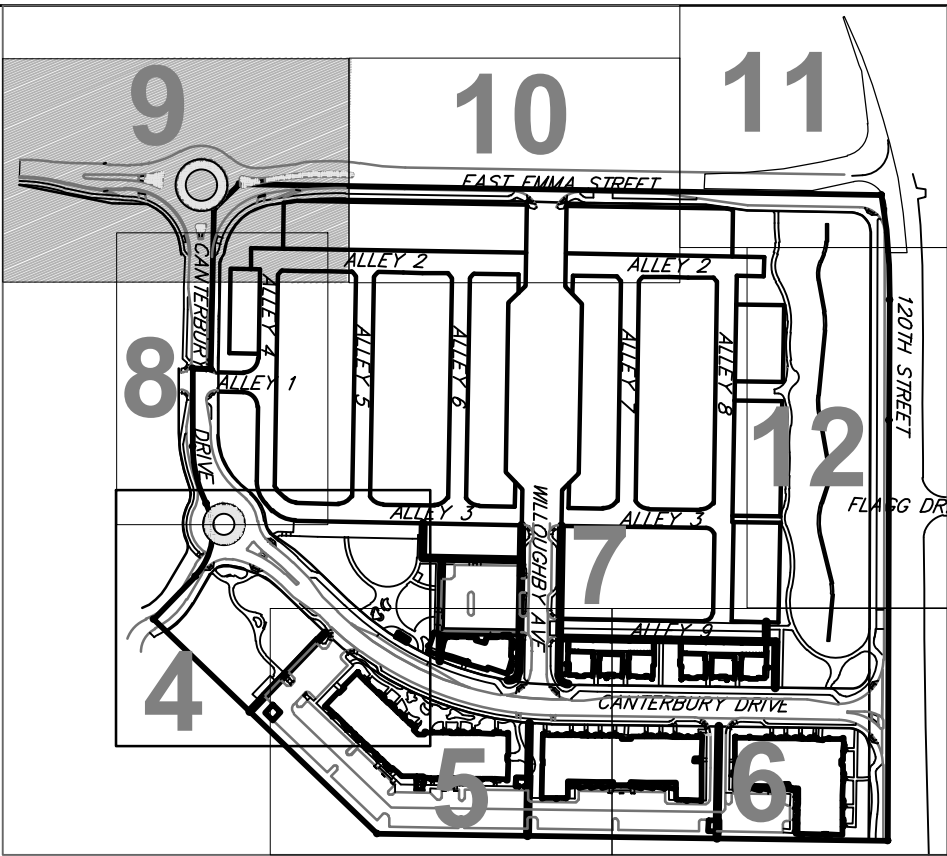 9
10
11
EAST EMMA STREET
CANTERBURY
ALLEY 2
ALLEY 2
ALLEY 4
120TH STREET
8
ALLEY 1
ALLEY 5
ALLEY 6
ALLEY 7
ALLEY 8
12
DRIVE
FLAGG DR
ALLEY 3
WILLOUGHBY AVE
ALLEY 3
7
ALLEY 9
4
CANTERBURY DRIVE
5
6